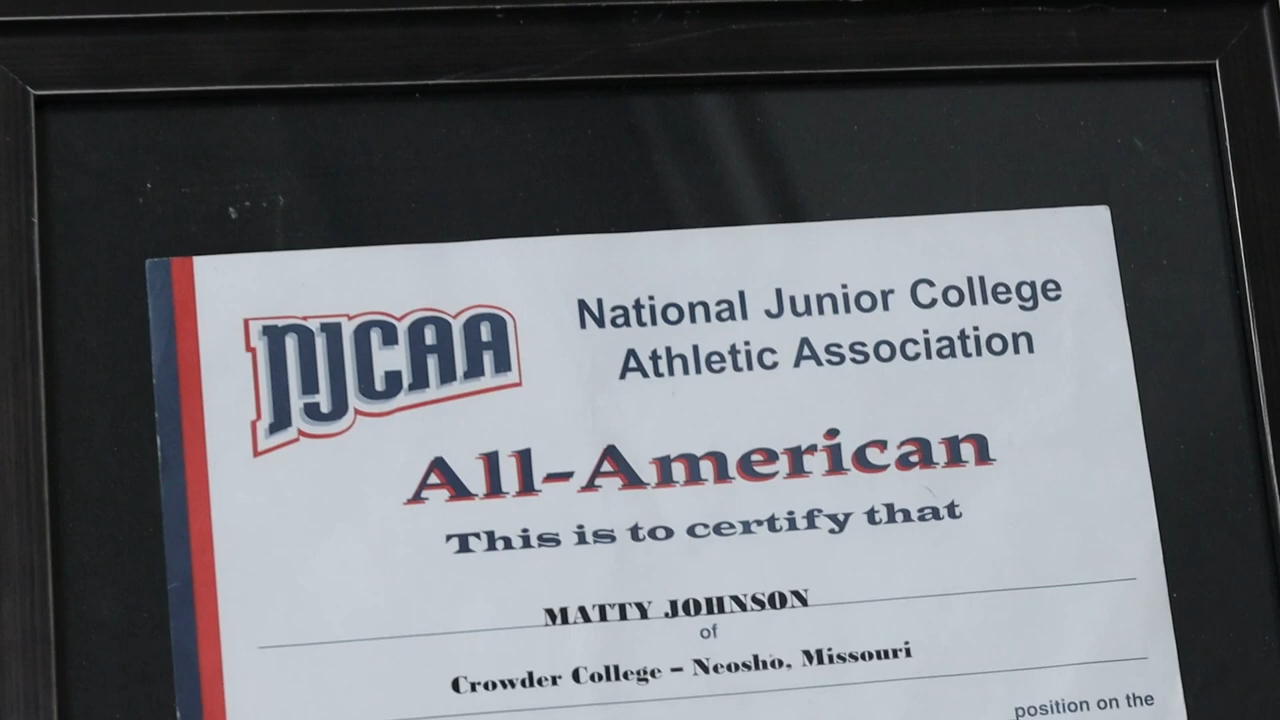 NJCAA
National Junior College
Athletic Association
All-American
This is to certify that
MATTY JOHNSON
of
Crowder College – Neosho, Missouri
position on the